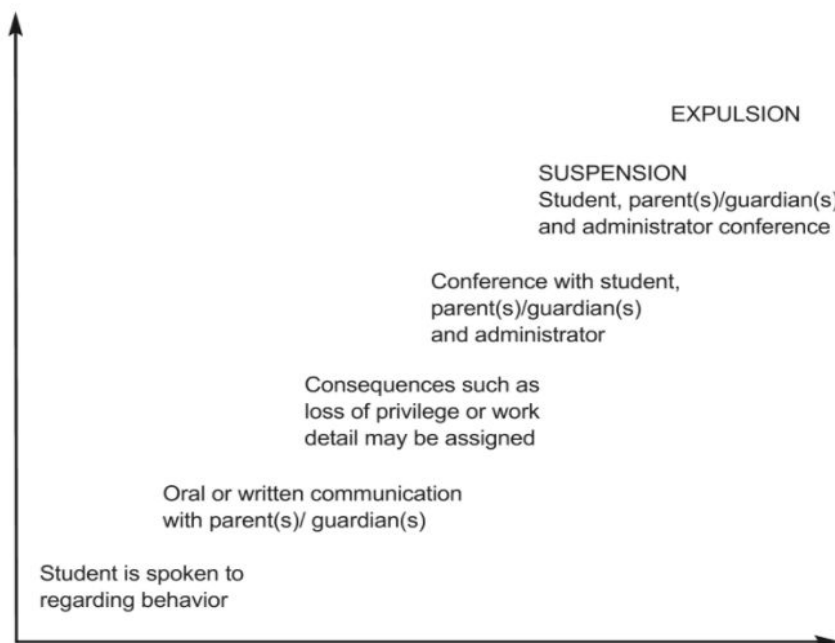 EXPULSION
SUSPENSION
Student, parent(s)/guardian(s)
and administrator conference
Conference with student,
parent(s)/guardian(s)
and administrator
Consequences such as
loss of privilege or work
detail may be assigned
Oral or written communication
with parent(s)/ guardian(s)
Student is spoken to
regarding behavior